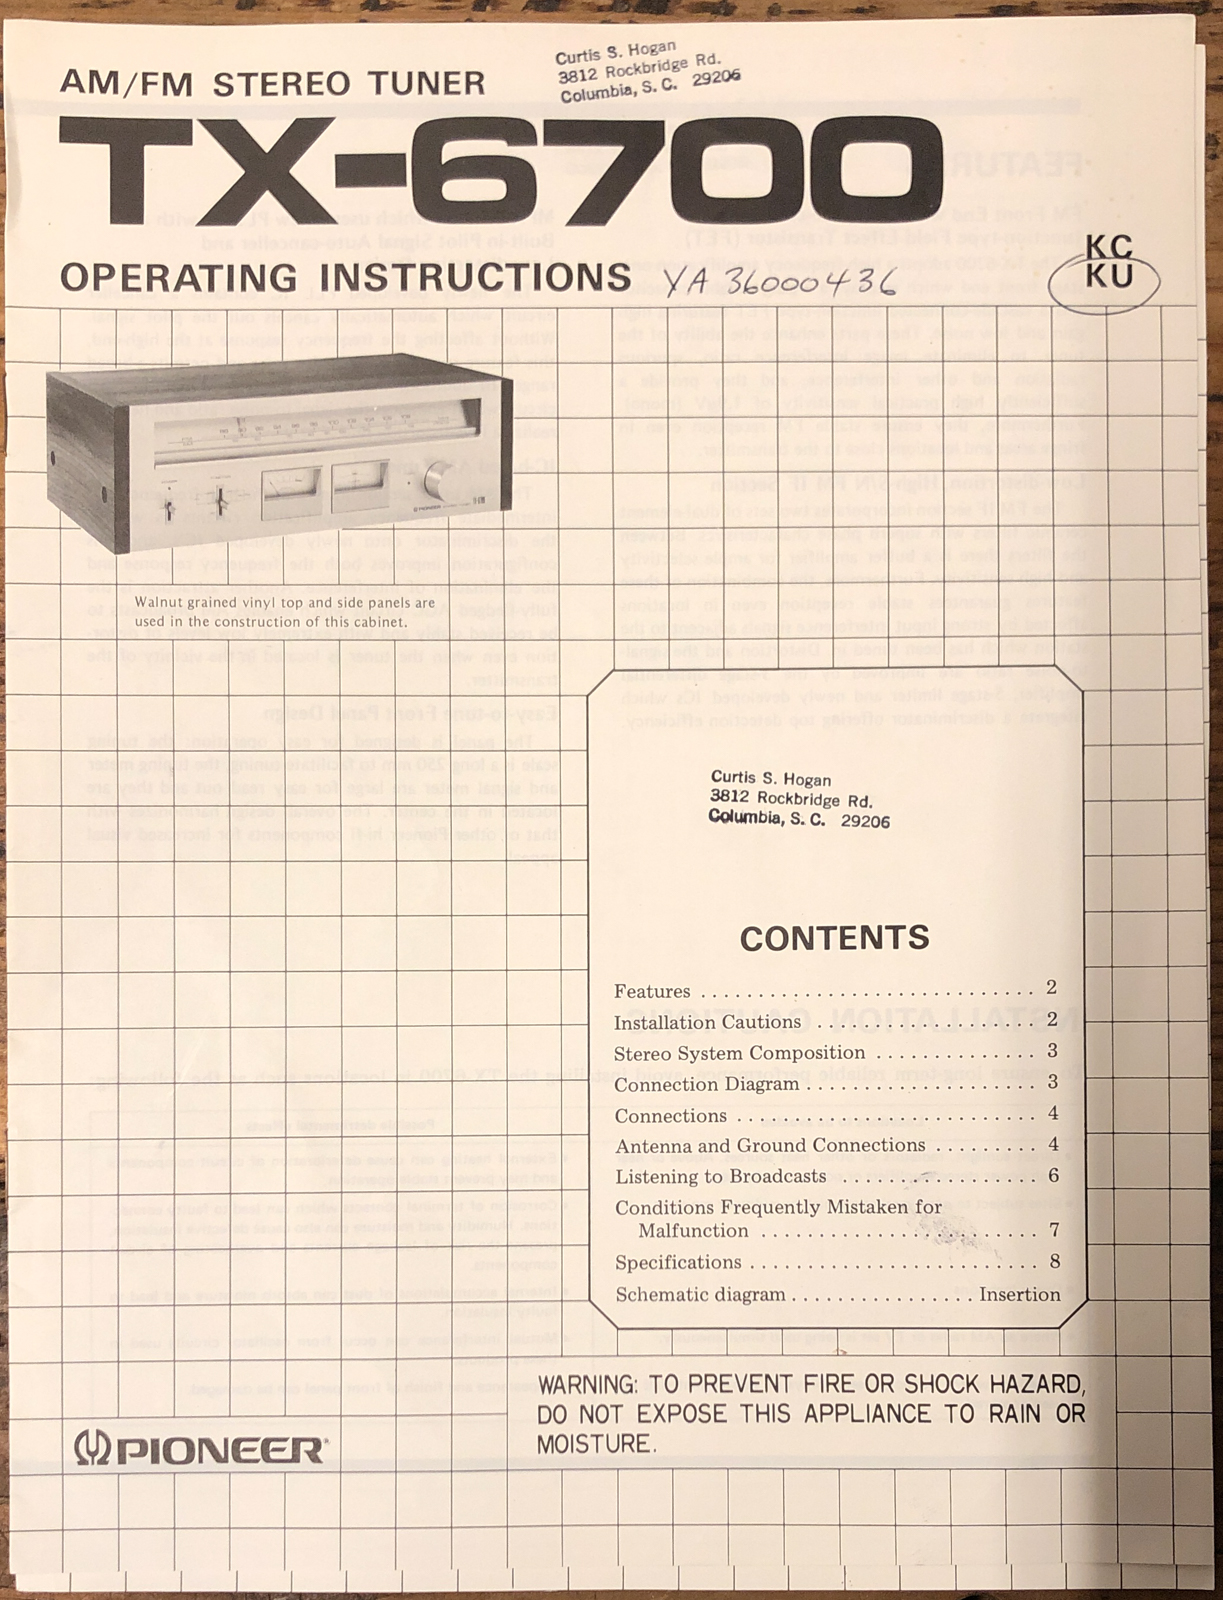 AM/FM STEREO TUNER
Curtis S. Hogan
3812 Rockbridge Rd.
Columbia, S. C. 29206
TX-6700
OPERATING INSTRUCTIONS YA 36000436
KC
KU
PIONEER
Walnut grained vinyl top and side panels are
used in the construction of this cabinet.
Curtis S. Hogan
3812 Rockbridge Rd.
Columbia, S. C. 29206
CONTENTS
Features . . . . . . . . . . . . . . . . . . . . . . . . . . . . 2
Installation Cautions . . . . . . . . . . . . . . . . . . 2
Stereo System Composition . . . . . . . . . . . . . 3
Connection Diagram . . . . . . . . . . . . . . . . . . . 3
Connections . . . . . . . . . . . . . . . . . . . . . . . . . 4
Antenna and Ground Connections . . . . . . . . 4
Listening to Broadcasts . . . . . . . . . . . . . . . . 6
Conditions Frequently Mistaken for
Malfunction . . . . . . . . . . . . . . . . . . . . . . . 7
Specifications . . . . . . . . . . . . . . . . . . . . . . . . 8
Schematic diagram . . . . . . . . . . . . . . . . Insertion
WARNING: TO PREVENT FIRE OR SHOCK HAZARD,
DO NOT EXPOSE THIS APPLIANCE TO RAIN OR
MOISTURE.
PIONEER®